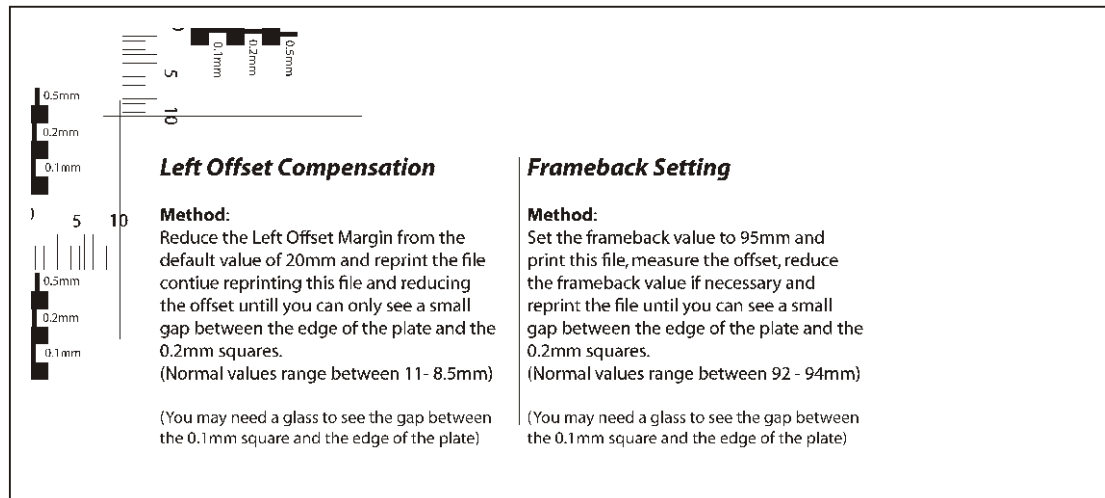 0.1mm
0.2mm
0.5mm
5
10
0.5mm
0.2mm
0.1mm
5 10
0.5mm
0.2mm
0.1mm
Left Offset Compensation
Method:
Reduce the Left Offset Margin from the
default value of 20mm and reprint the file
contiue reprinting this file and reducing
the offset untill you can only see a small
gap between the edge of the plate and the
0.2mm squares.
(Normal values range between 11- 8.5mm)
(You may need a glass to see the gap between
the 0.1mm square and the edge of the plate)
Frameback Setting
Method:
Set the frameback value to 95mm and
print this file, measure the offset, reduce
the frameback value if necessary and
reprint the file until you can see a small
gap between the edge of the plate and the
0.2mm squares.
(Normal values range between 92 - 94mm)
(You may need a glass to see the gap between
the 0.1mm square and the edge of the plate)